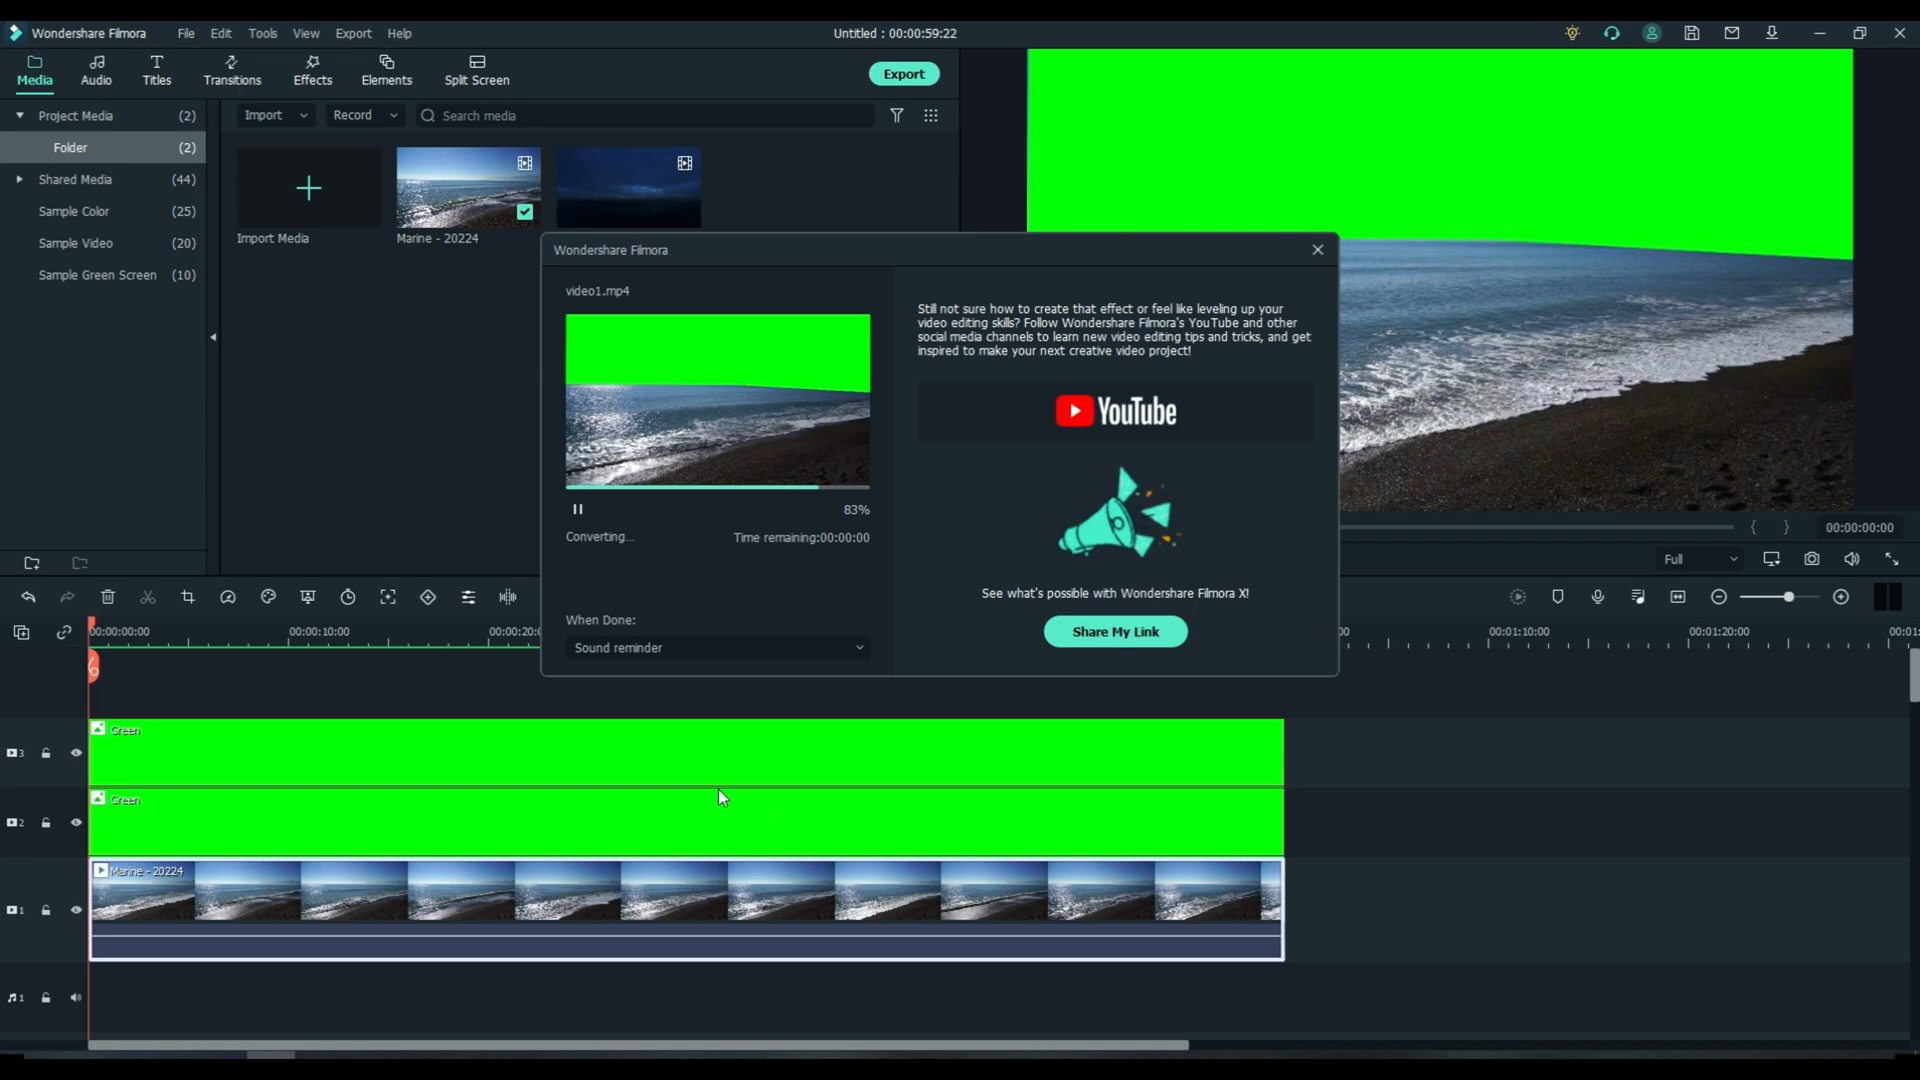 Wondershare Filmora File Edit Tools View Export Help Untitled : 00:00:59:22
Media Audio Titles Transitions Effects Elements Split Screen Export
Project Media (2)
Import Record Search media
Folder (2)
Shared Media (44)
Sample Color (25)
Sample Video (20)
Sample Green Screen (10)
Import Media Marine - 20224
Wondershare Filmora
video1.mp4
83%
Converting... Time remaining:00:00:00
When Done:
Sound reminder
Still not sure how to create that effect or feel like leveling up your
video editing skills? Follow Wondershare Filmora's YouTube and other
social media channels to learn new video editing tips and tricks, and get
inspired to make your next creative video project!
YouTube
See what's possible with Wondershare Filmora X!
Share My Link
{ } 00:00:00:00
Full
00:00:00:00 00:00:10:00 00:01:10:00 00:01:20:00
Green
3
Green
2
Marine - 20224
1
1